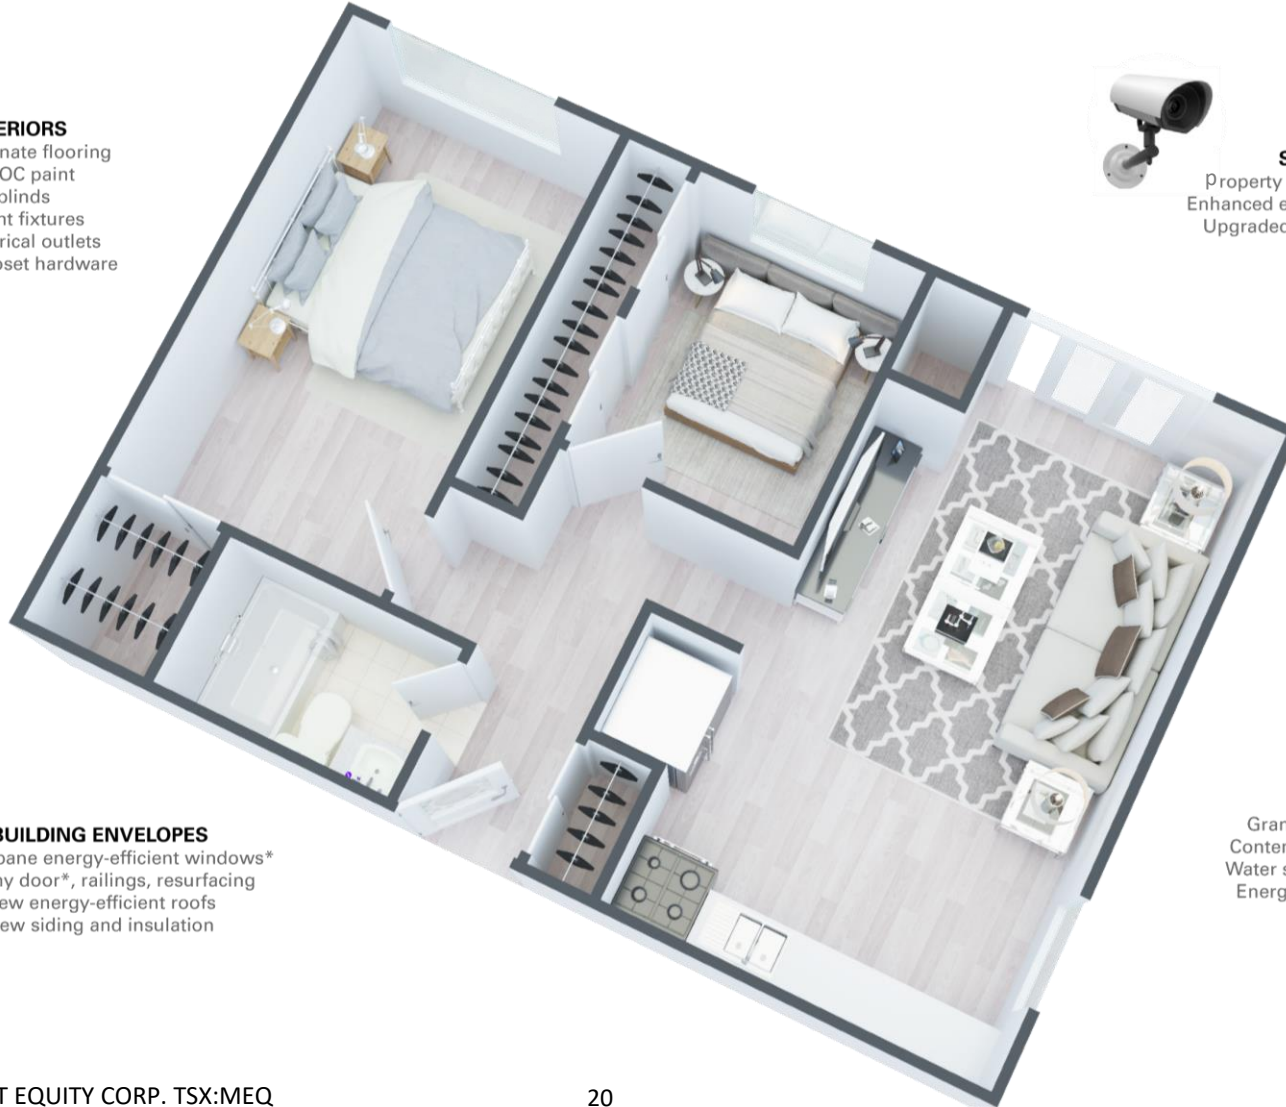 ERIORS
nate flooring
OC paint
blinds
nt fixtures
rical outlets
oset hardware
S
property
Enhanced e
Upgraded
BUILDING ENVELOPES
pane energy-efficient windows*
ny door*, railings, resurfacing
ew energy-efficient roofs
ew siding and insulation
Gran
Conten
Water s
Energ
T EQUITY CORP. TSX:MEQ
20